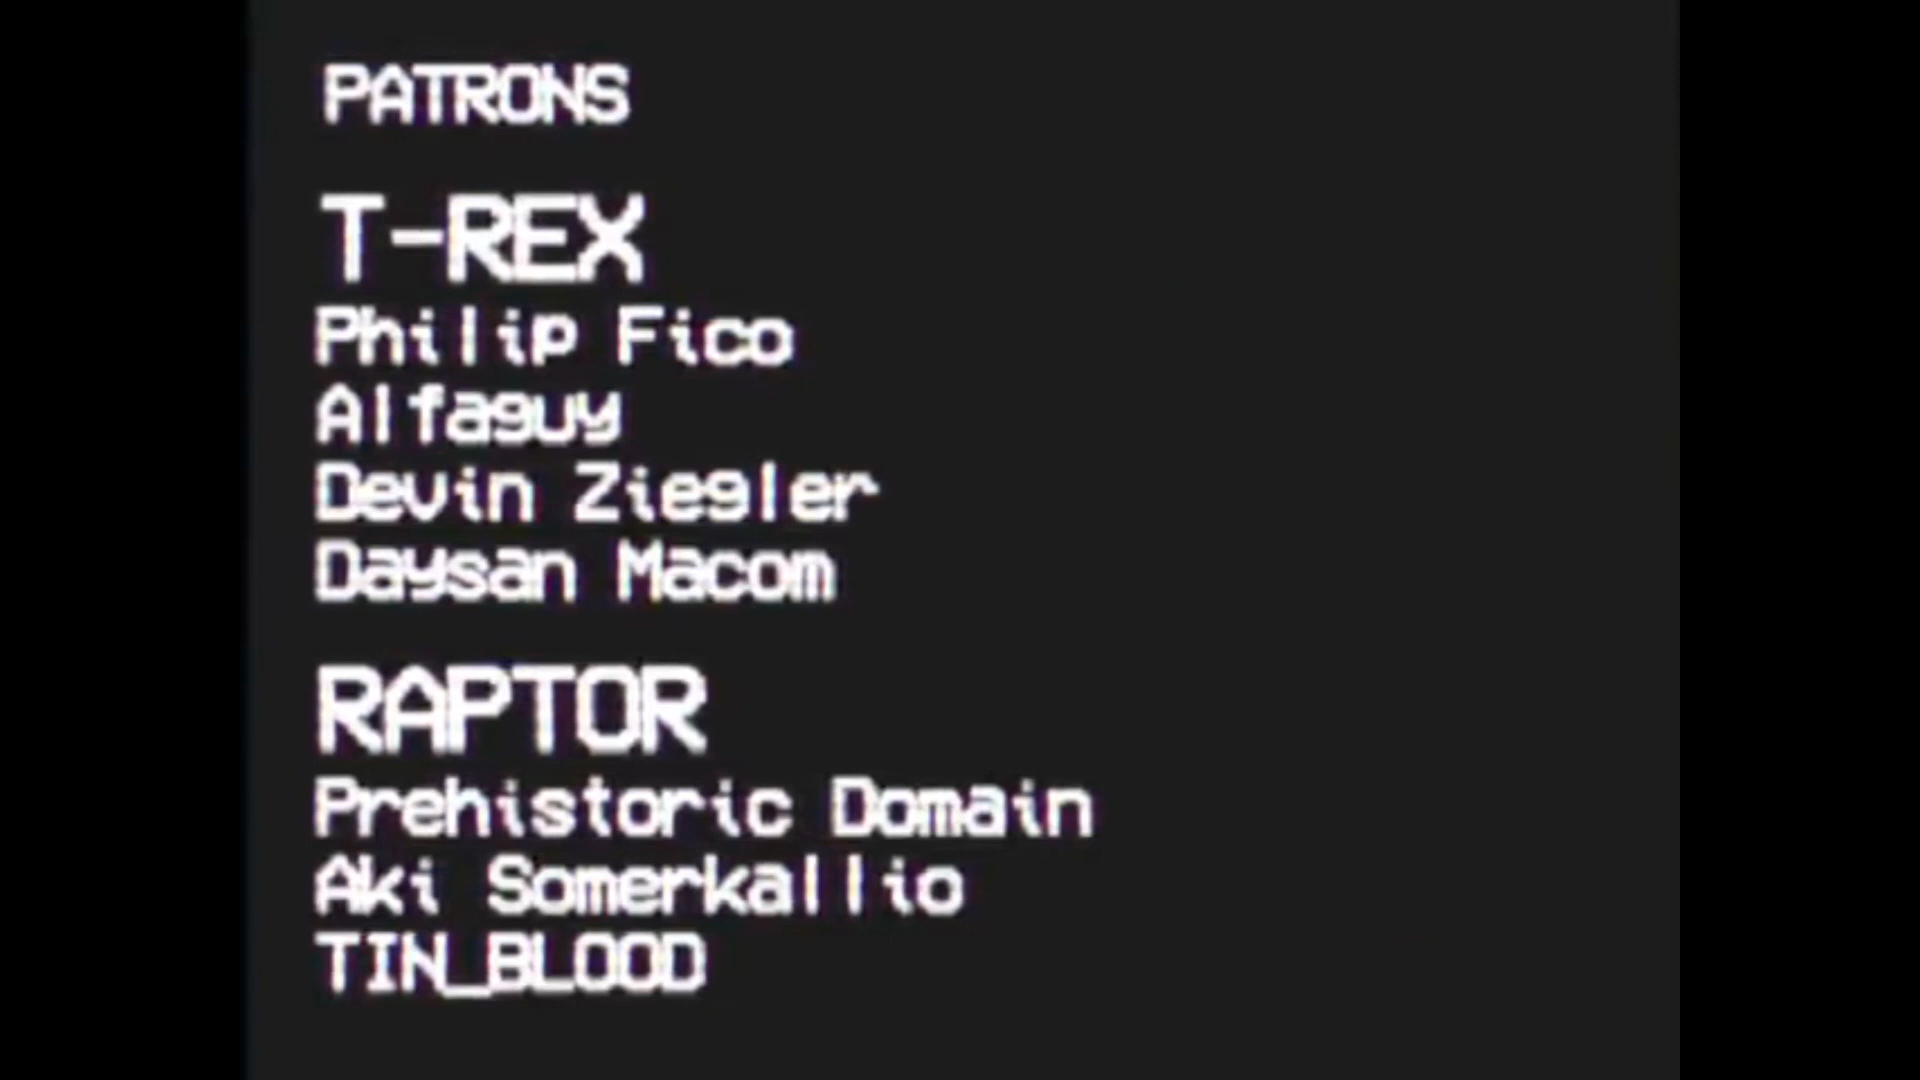 PATRONS
T-REX
Philip Fico
Alfaguy
Devin Ziegler
Daysan Macom
RAPTOR
Prehistoric Domain
Aki Somerkallio
TIN_BLOOD